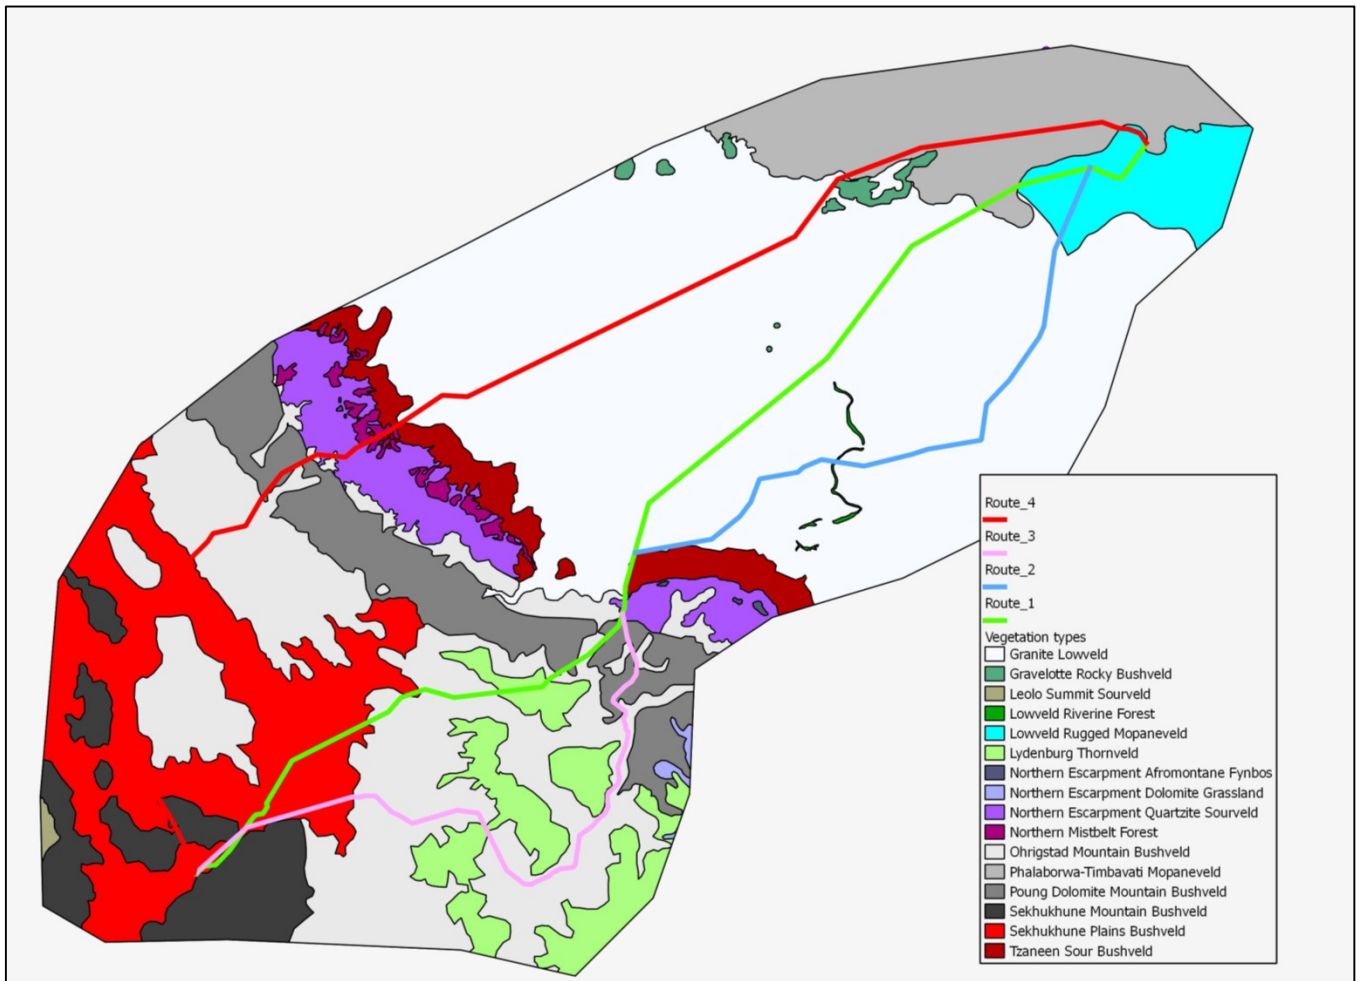 Route_4
Route_3
Route_2
Route_1
Vegetation types
Granite Lowveld
Gravelotte Rocky Bushveld
Leolo Summit Sourveld
Lowveld Riverine Forest
Lowveld Rugged Mopaneveld
Lydenburg Thornveld
Northern Escarpment Afromontane Fynbos
Northern Escarpment Dolomite Grassland
Northern Escarpment Quartzite Sourveld
Northern Mistbelt Forest
Ohrigstad Mountain Bushveld
Phalaborwa-Timbavati Mopaneveld
Poung Dolomite Mountain Bushveld
Sekhukhune Mountain Bushveld
Sekhukhune Plains Bushveld
Tzaneen Sour Bushveld